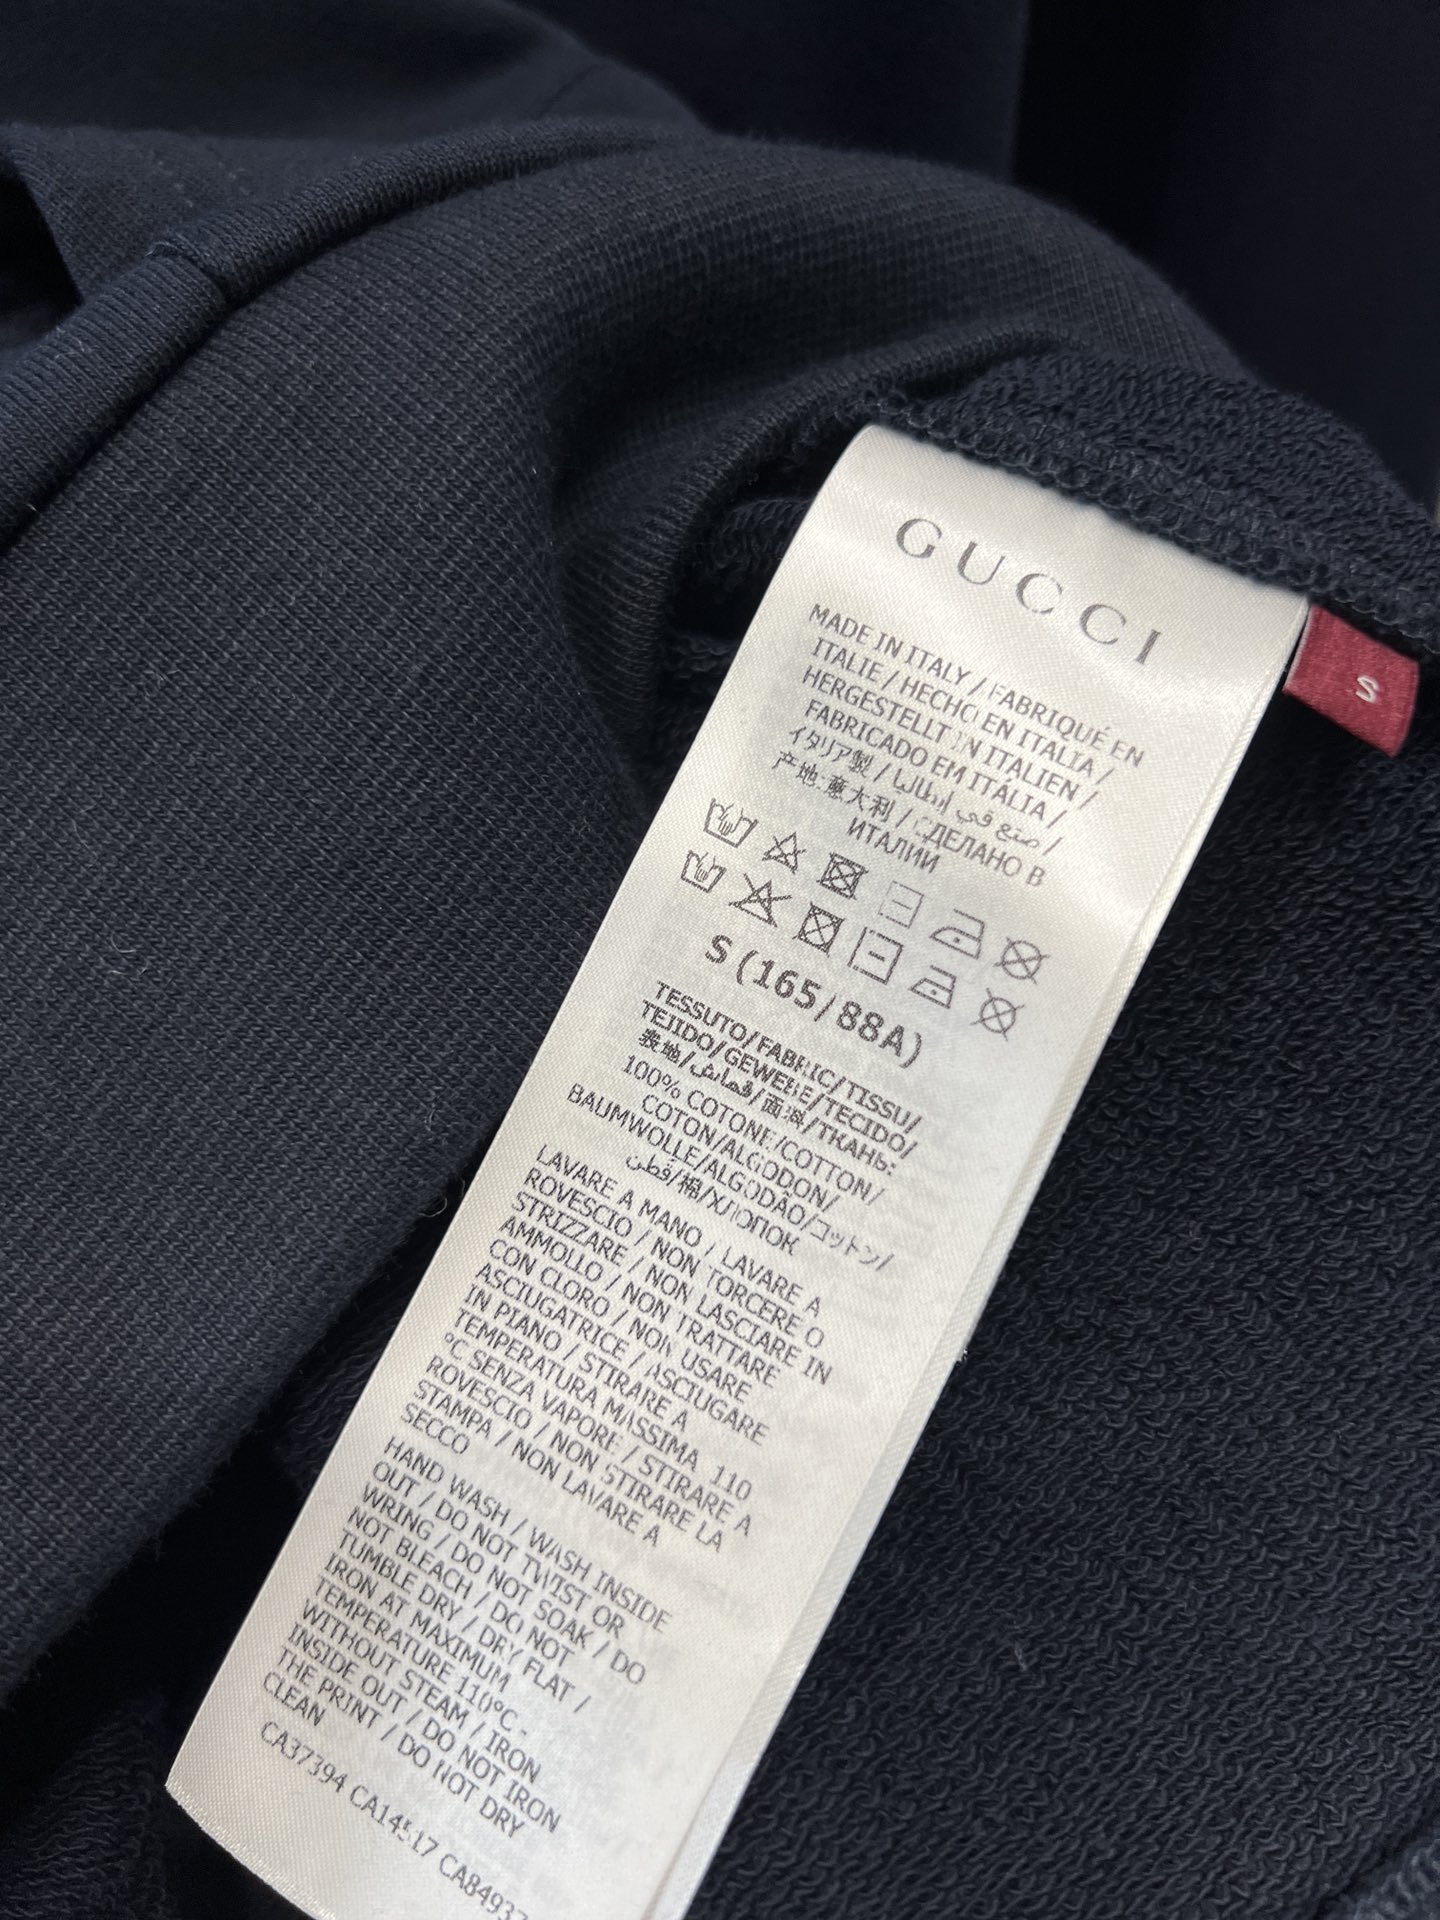 GUCCI
MADE IN ITALY / FABRIQUÉ EN
ITALIE / HECHO EN ITALIA /
HERGESTELLT IN ITALIEN /
FABRICADO EM ITÁLIA /
イタリア製 / صنع في إيطاليا /
产地:意大利 / СДЕЛАНО В
ИТАЛИИ
S
S (165/88A)
TESSUTO/FABRIC/TISSU/
TEJIDO/GEWEBE/TECIDO/
表地/قماش/面料/ТКАНЬ:
100% COTONE/COTTON/
COTON/ALGODON/
BAUMWOLLE/ALGODÃO/コットン/
قطن/棉/ХЛОПОК
LAVARE A MANO / LAVARE A
ROVESCIO / NON TORCERE O
STRIZZARE / NON LASCIARE IN
AMMOLLO / NON TRATTARE
CON CLORO / NON USARE
ASCIUGATRICE / ASCIUGARE
IN PIANO / STIRARE A
TEMPERATURA MASSIMA 110
°C SENZA VAPORE / STIRARE A
ROVESCIO / NON STIRARE LA
STAMPA / NON LAVARE A
SECCO
HAND WASH / WASH INSIDE
OUT / DO NOT TWIST OR
WRING / DO NOT SOAK / DO
NOT BLEACH / DO NOT
TUMBLE DRY / DRY FLAT /
IRON AT MAXIMUM
TEMPERATURE 110°C -
WITHOUT STEAM / IRON
INSIDE OUT / DO NOT IRON
THE PRINT / DO NOT DRY
CLEAN
CA37394 CA14517 CA84937